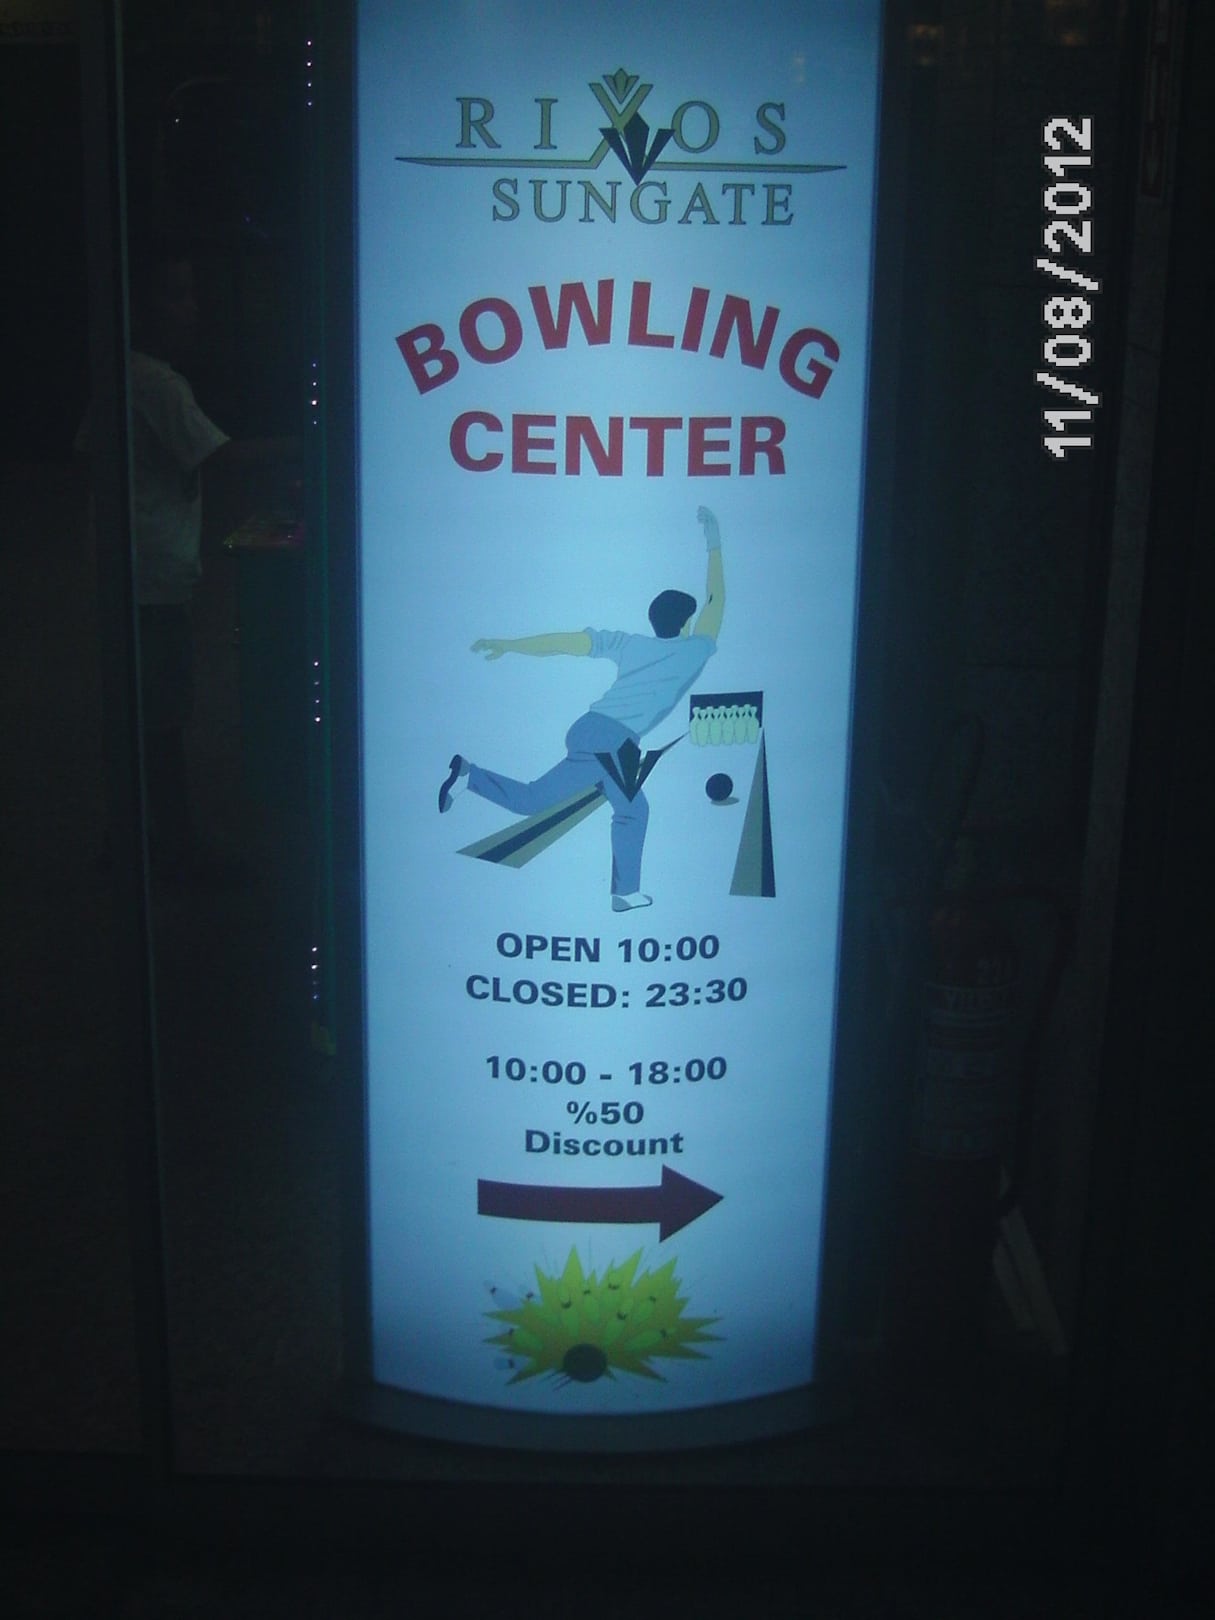 RIXOS
SUNGATE
BOWLING
CENTER
OPEN 10:00
CLOSED: 23:30
10:00 - 18:00
%50
Discount
11/08/2012